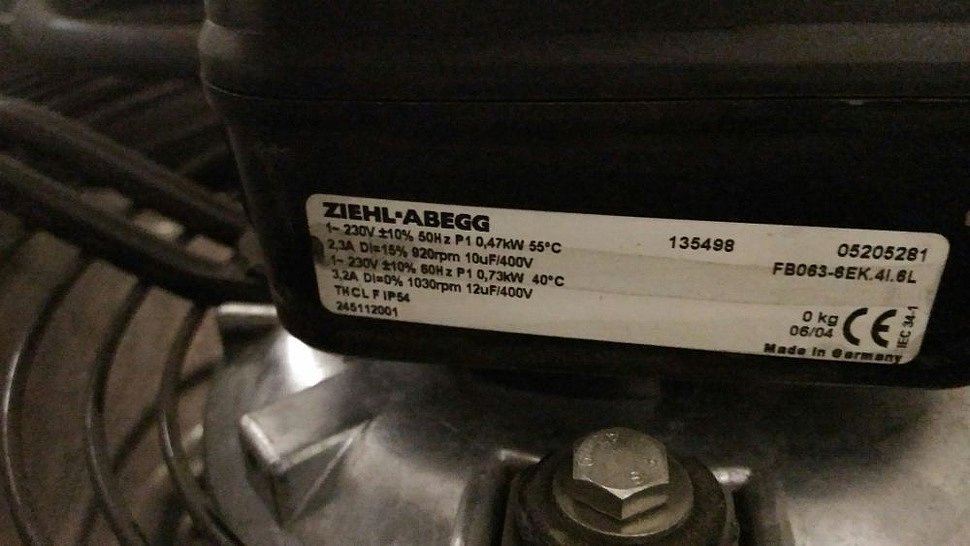 ZIEHL-ABEGG
1~ 230V ±10% 50Hz P1 0,47kW 55°C
2,3A DI=15% 920rpm 10uF/400V
1~ 230V ±10% 60Hz P1 0,73kW 40°C
3,2A DI=0% 1030rpm 12uF/400V
THCL F IP54
245112001
135498
05205281
FB063-6EK.4I.6L
0 kg
06/04
CE
IEC 34-1
Made in Germany